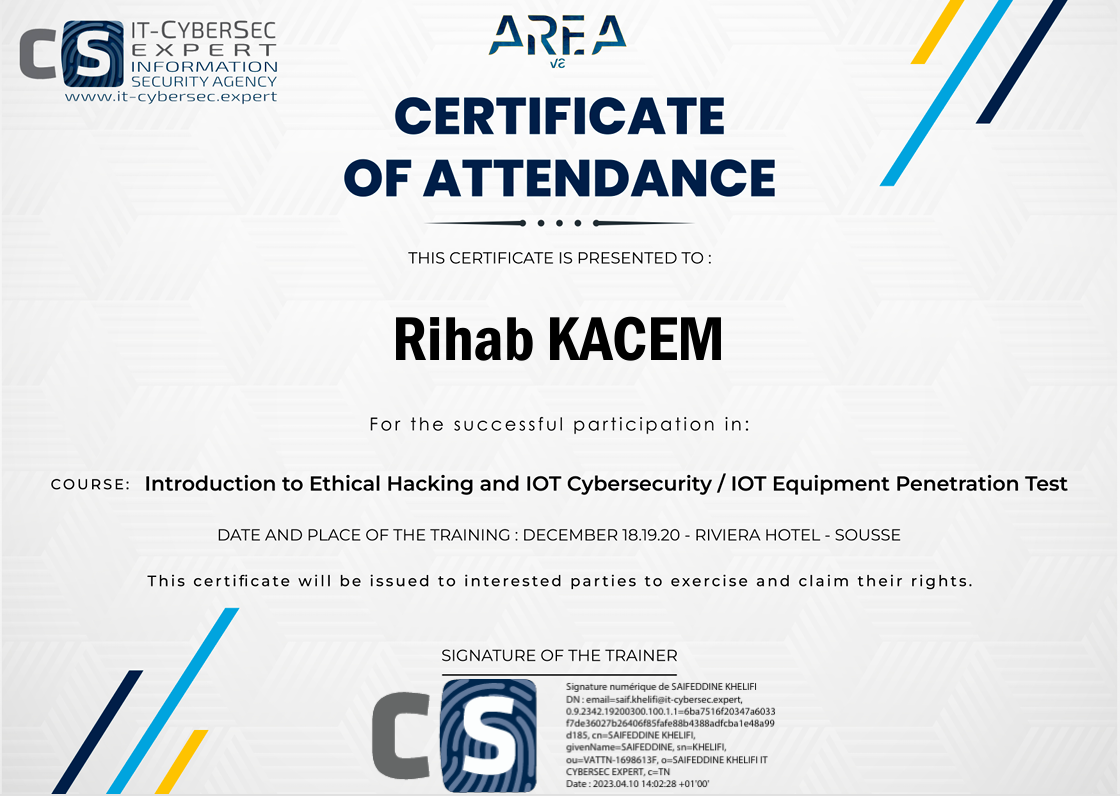 CS IT-CyberSec
EXPERT
INFORMATION
SECURITY AGENCY
www.it-cybersec.expert
AREA
CERTIFICATE
OF ATTENDANCE
THIS CERTIFICATE IS PRESENTED TO :
Rihab KACEM
For the successful participation in:
COURSE: Introduction to Ethical Hacking and IOT Cybersecurity / IOT Equipment Penetration Test
DATE AND PLACE OF THE TRAINING : DECEMBER 18.19.20 - RIVIERA HOTEL - SOUSSE
This certificate will be issued to interested parties to exercise and claim their rights.
SIGNATURE OF THE TRAINER
CS
Signature numérique de SAIFEDDINE KHELIFI
DN : email=saif.khelifi@it-cybersec.expert,
0.9.2342.19200300.100.1.1=6ba7516f20347a6033
f7de36027b26406f85fafe88b4388adfcba1e48a99
d185, cn=SAIFEDDINE KHELIFI,
givenName=SAIFEDDINE, sn=KHELIFI,
ou=VATTN-1698613F, o=SAIFEDDINE KHELIFI IT
CYBERSEC EXPERT, c=TN
Date : 2023.04.10 14:02:28 +01'00'